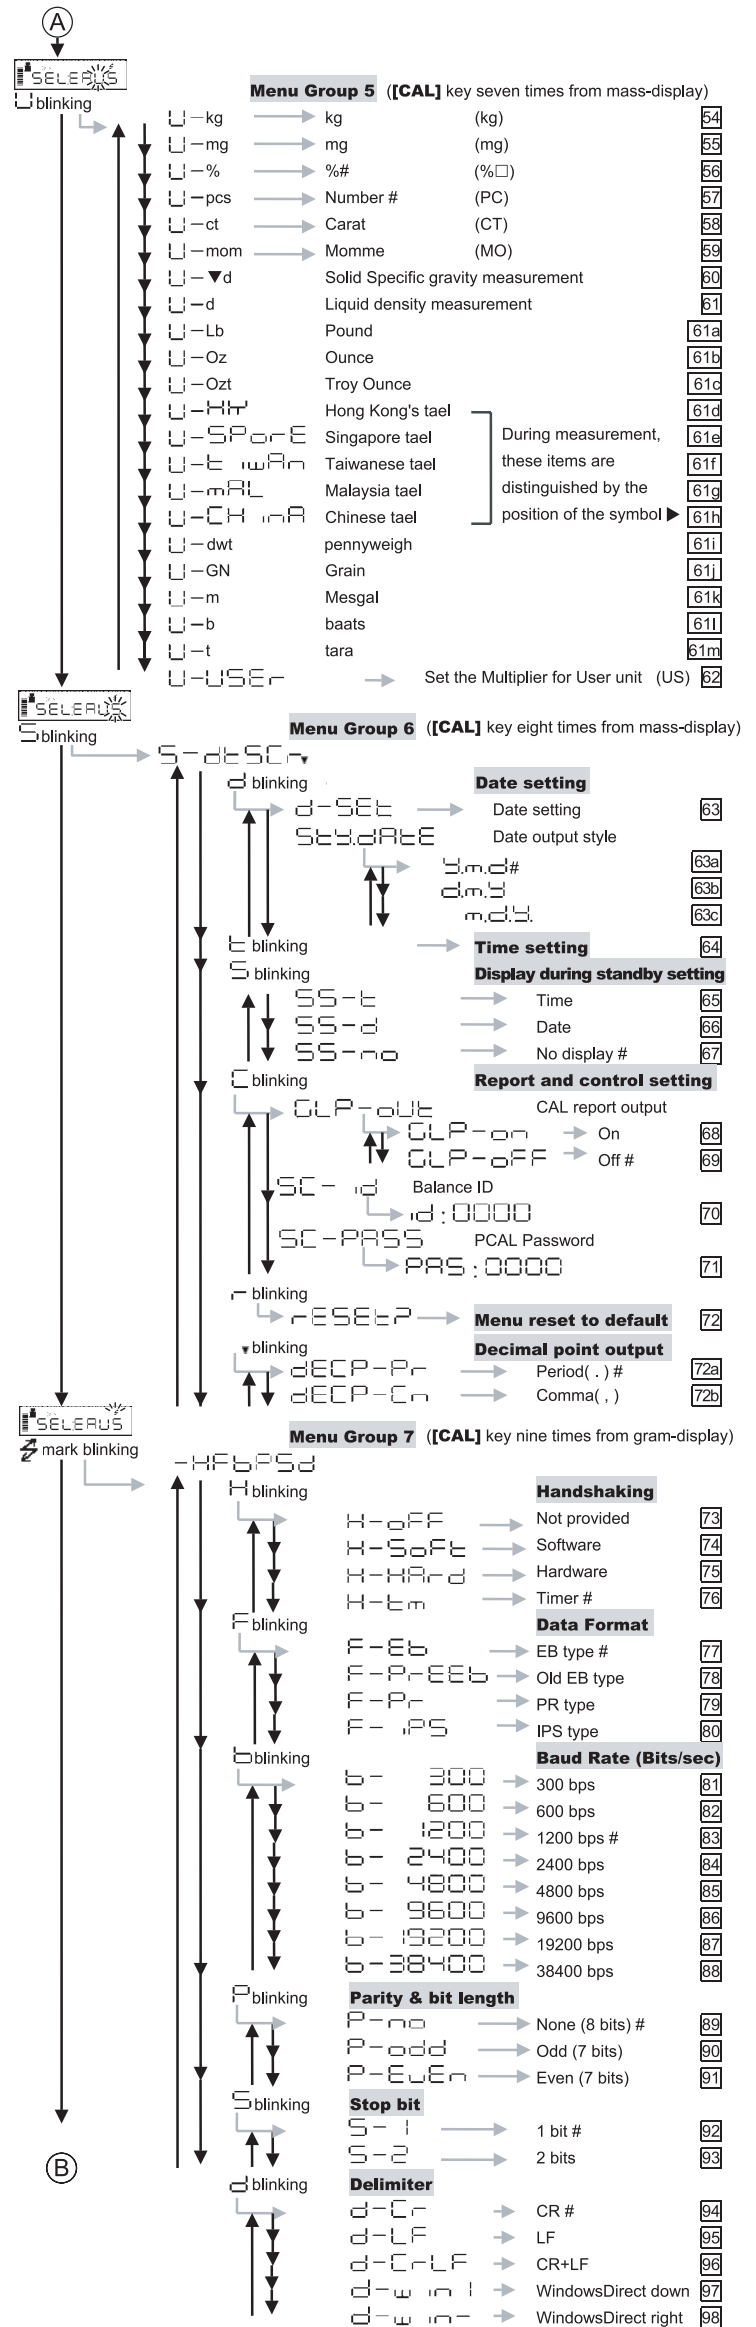 A
SELERUS
U blinking
Menu Group 5 ([CAL] key seven times from mass-display)
U-kg kg (kg) 54
U-mg mg (mg) 55
U-% %# (%□) 56
U-pcs Number # (PC) 57
U-ct Carat (CT) 58
U-mom Momme (MO) 59
U-▼d Solid Specific gravity measurement 60
U-d Liquid density measurement 61
U-Lb Pound 61a
U-Oz Ounce 61b
U-Ozt Troy Ounce 61c
U-HK Hong Kong's tael 61d
U-SPorE Singapore tael During measurement, 61e
U-tiwAn Taiwanese tael these items are 61f
U-mAL Malaysia tael distinguished by the 61g
U-CHinA Chinese tael position of the symbol ▶ 61h
U-dwt pennyweigh 61i
U-GN Grain 61j
U-m Mesgal 61k
U-b baats 61l
U-t tara 61m
U-USEr Set the Multiplier for User unit (US) 62
SELERUS
S blinking
Menu Group 6 ([CAL] key eight times from mass-display)
S-dtSCr▼
d blinking Date setting
d-SEt Date setting 63
StY.dAtE Date output style
Y.m.d# 63a
d.m.Y 63b
m.d.Y. 63c
t blinking Time setting 64
S blinking Display during standby setting
SS-t Time 65
SS-d Date 66
SS-no No display # 67
C blinking Report and control setting
GLP-oUt CAL report output
GLP-on On 68
GLP-oFF Off # 69
SC-id Balance ID
id:0000 70
SC-PASS PCAL Password
PAS:0000 71
r blinking
rESEt? Menu reset to default 72
▼ blinking Decimal point output
dECP-Pr Period( . ) # 72a
dECP-Cn Comma( , ) 72b
SELERUS
mark blinking
Menu Group 7 ([CAL] key nine times from gram-display)
-HFbPSd
H blinking Handshaking
H-oFF Not provided 73
H-SoFt Software 74
H-HArd Hardware 75
H-tm Timer # 76
F blinking Data Format
F-Eb EB type # 77
F-PrEEb Old EB type 78
F-Pr PR type 79
F-iPS IPS type 80
b blinking Baud Rate (Bits/sec)
b- 300 300 bps 81
b- 600 600 bps 82
b- 1200 1200 bps # 83
b- 2400 2400 bps 84
b- 4800 4800 bps 85
b- 9600 9600 bps 86
b-19200 19200 bps 87
b-38400 38400 bps 88
P blinking Parity & bit length
P-no None (8 bits) # 89
P-odd Odd (7 bits) 90
P-EvEn Even (7 bits) 91
S blinking Stop bit
S-1 1 bit # 92
S-2 2 bits 93
B
d blinking Delimiter
d-Cr CR # 94
d-LF LF 95
d-CrLF CR+LF 96
d-win1 WindowsDirect down 97
d-win- WindowsDirect right 98